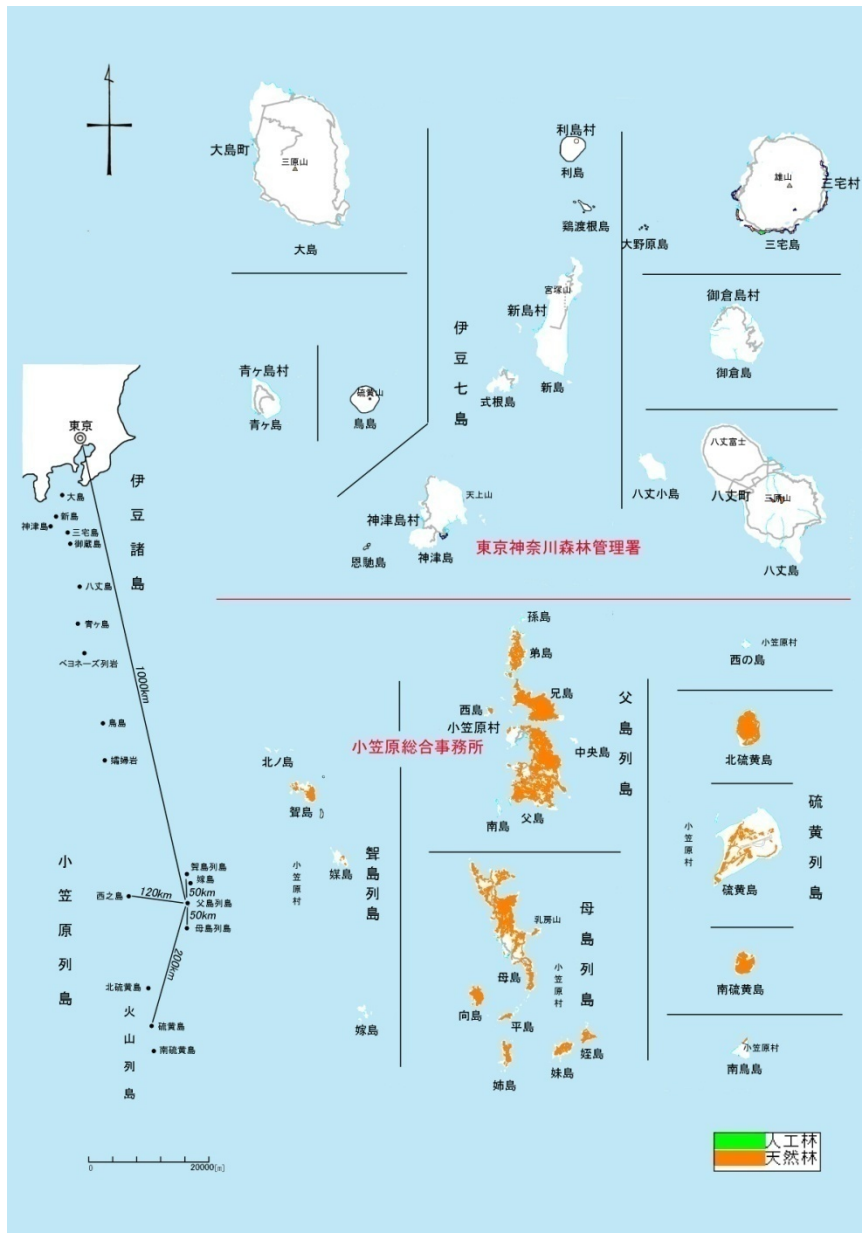 利島村
利島
大島町
三原山
大島
鵜渡根島
大野原島
雄山
三宅村
三宅島
宮塚山
新島村
伊豆七島
式根島
新島
御倉島村
御倉島
青ヶ島村
青ヶ島
硫黄山
鳥島
八丈富士
八丈小島
八丈町
三原山
八丈島
天上山
神津島村
神津島
恩馳島
東京神奈川森林管理署
東京
伊豆諸島
大島
新島
神津島
三宅島
御蔵島
八丈島
青ヶ島
ベヨネーズ列岩
鳥島
孀婦岩
1000km
小笠原列島
聟島列島
嫁島
50km
西之島
120km
父島列島
50km
母島列島
200km
北硫黄島
火山列島
硫黄島
南硫黄島
孫島
弟島
兄島
西島
小笠原村
父島列島
小笠原総合事務所
中央島
南島
父島
北ノ島
聟島
媒島
小笠原村
聟島列島
嫁島
乳房山
母島列島
母島
小笠原村
向島
平島
姉島
妹島
姪島
小笠原村
西の島
北硫黄島
小笠原村
硫黄列島
硫黄島
南硫黄島
小笠原村
南鳥島
0
20000[m]
人工林
天然林